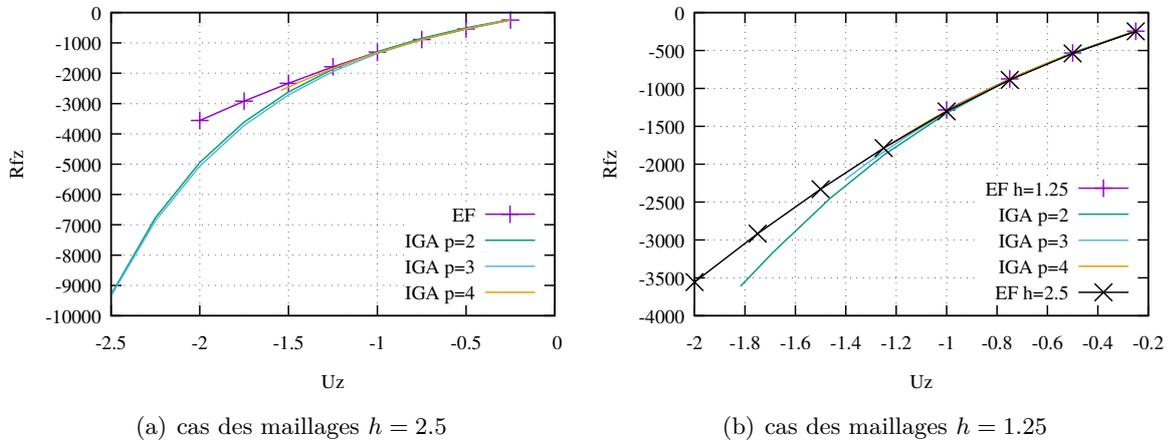 0
-1000
-2000
-3000
-4000
-5000
-6000
-7000
-8000
-9000
-10000
Rfz
-2.5 -2 -1.5 -1 -0.5 0
Uz
EF
IGA p=2
IGA p=3
IGA p=4
(a) cas des maillages h = 2.5
0
-500
-1000
-1500
-2000
-2500
-3000
-3500
-4000
Rfz
-2 -1.8 -1.6 -1.4 -1.2 -1 -0.8 -0.6 -0.4 -0.2
Uz
EF h=1.25
IGA p=2
IGA p=3
IGA p=4
EF h=2.5
(b) cas des maillages h = 1.25